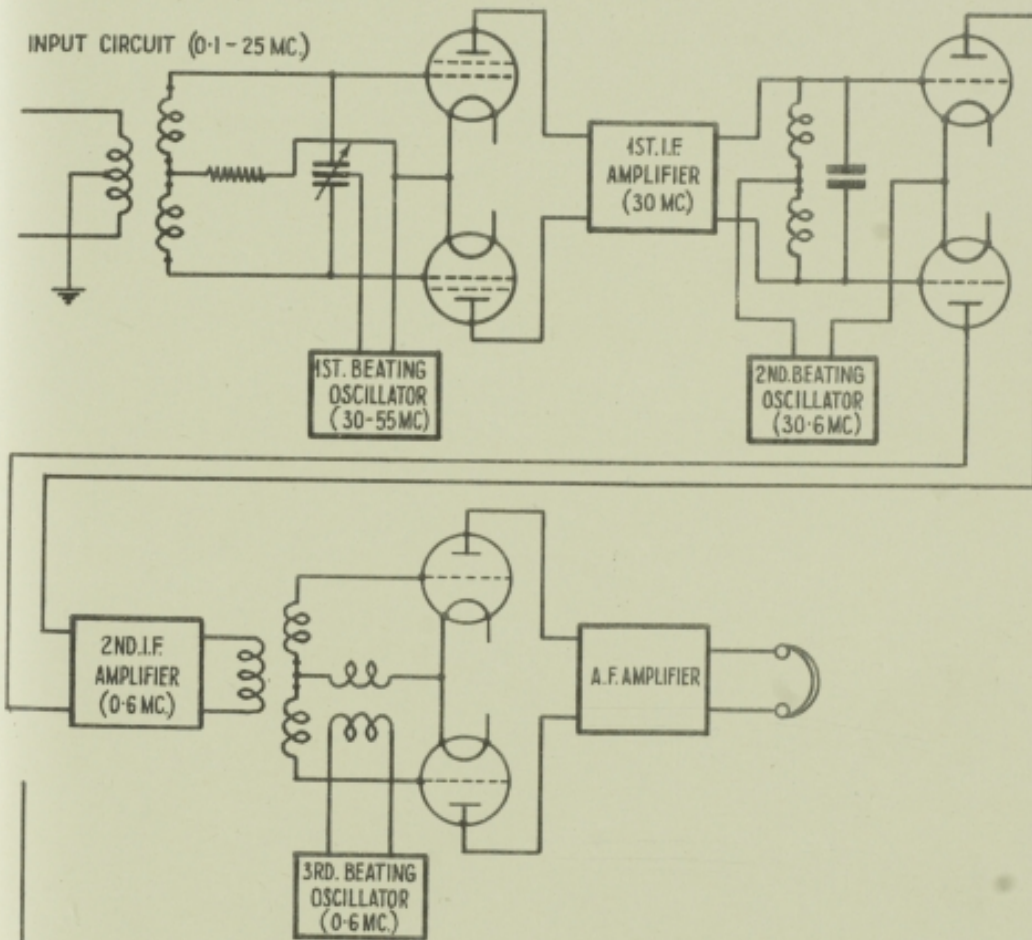 INPUT CIRCUIT (0·1-25 MC.)
1ST. I.F.
AMPLIFIER
(30 MC)
1ST. BEATING
OSCILLATOR
(30-55 MC)
2ND. BEATING
OSCILLATOR
(30·6 MC)
2ND. I.F.
AMPLIFIER
(0·6 MC.)
A.F. AMPLIFIER
3RD. BEATING
OSCILLATOR
(0·6 MC.)